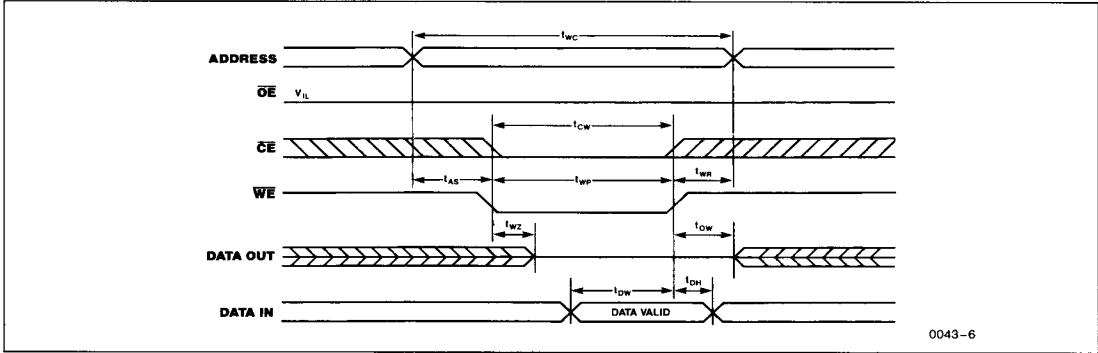 tWC
ADDRESS
OE VIL
tCW
CE
tAS tWP tWR
WE
tWZ tOW
DATA OUT
tDW tDH
DATA IN DATA VALID
0043-6